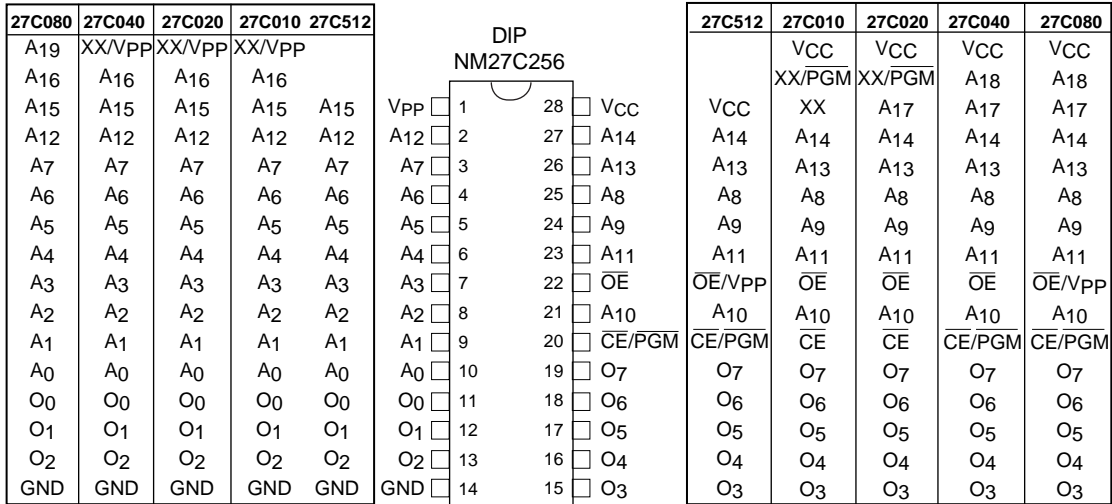 27C080 27C040 27C020 27C010 27C512 DIP 27C512 27C010 27C020 27C040 27C080
A19 XX/VPP XX/VPP XX/VPP NM27C256 VCC VCC VCC VCC
A16 A16 A16 A16 XX/PGM XX/PGM A18 A18
A15 A15 A15 A15 A15 VPP 1 28 VCC VCC XX A17 A17 A17
A12 A12 A12 A12 A12 A12 2 27 A14 A14 A14 A14 A14 A14
A7 A7 A7 A7 A7 A7 3 26 A13 A13 A13 A13 A13 A13
A6 A6 A6 A6 A6 A6 4 25 A8 A8 A8 A8 A8 A8
A5 A5 A5 A5 A5 A5 5 24 A9 A9 A9 A9 A9 A9
A4 A4 A4 A4 A4 A4 6 23 A11 A11 A11 A11 A11 A11
A3 A3 A3 A3 A3 A3 7 22 OE OE/VPP OE OE OE OE/VPP
A2 A2 A2 A2 A2 A2 8 21 A10 A10 A10 A10 A10 A10
A1 A1 A1 A1 A1 A1 9 20 CE/PGM CE/PGM CE CE CE/PGM CE/PGM
A0 A0 A0 A0 A0 A0 10 19 O7 O7 O7 O7 O7 O7
O0 O0 O0 O0 O0 O0 11 18 O6 O6 O6 O6 O6 O6
O1 O1 O1 O1 O1 O1 12 17 O5 O5 O5 O5 O5 O5
O2 O2 O2 O2 O2 O2 13 16 O4 O4 O4 O4 O4 O4
GND GND GND GND GND GND 14 15 O3 O3 O3 O3 O3 O3